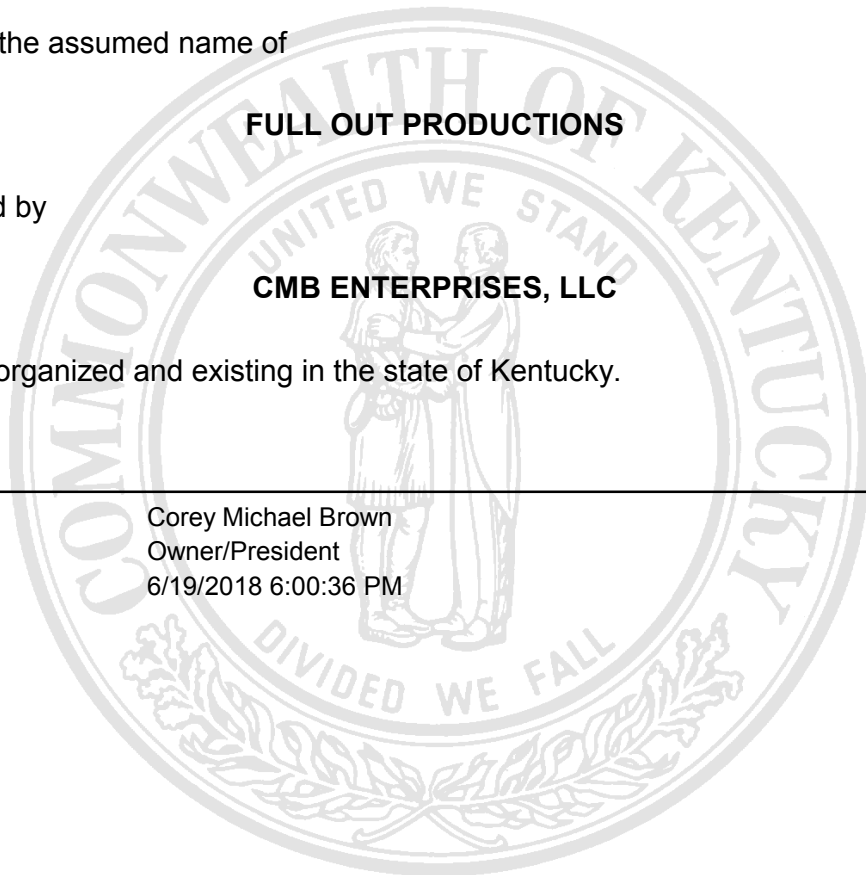 the assumed name of
FULL OUT PRODUCTIONS
d by
CMB ENTERPRISES, LLC
organized and existing in the state of Kentucky.
Corey Michael Brown
Owner/President
6/19/2018 6:00:36 PM
COMMONWEALTH OF KENTUCKY
UNITED WE STAND
DIVIDED WE FALL